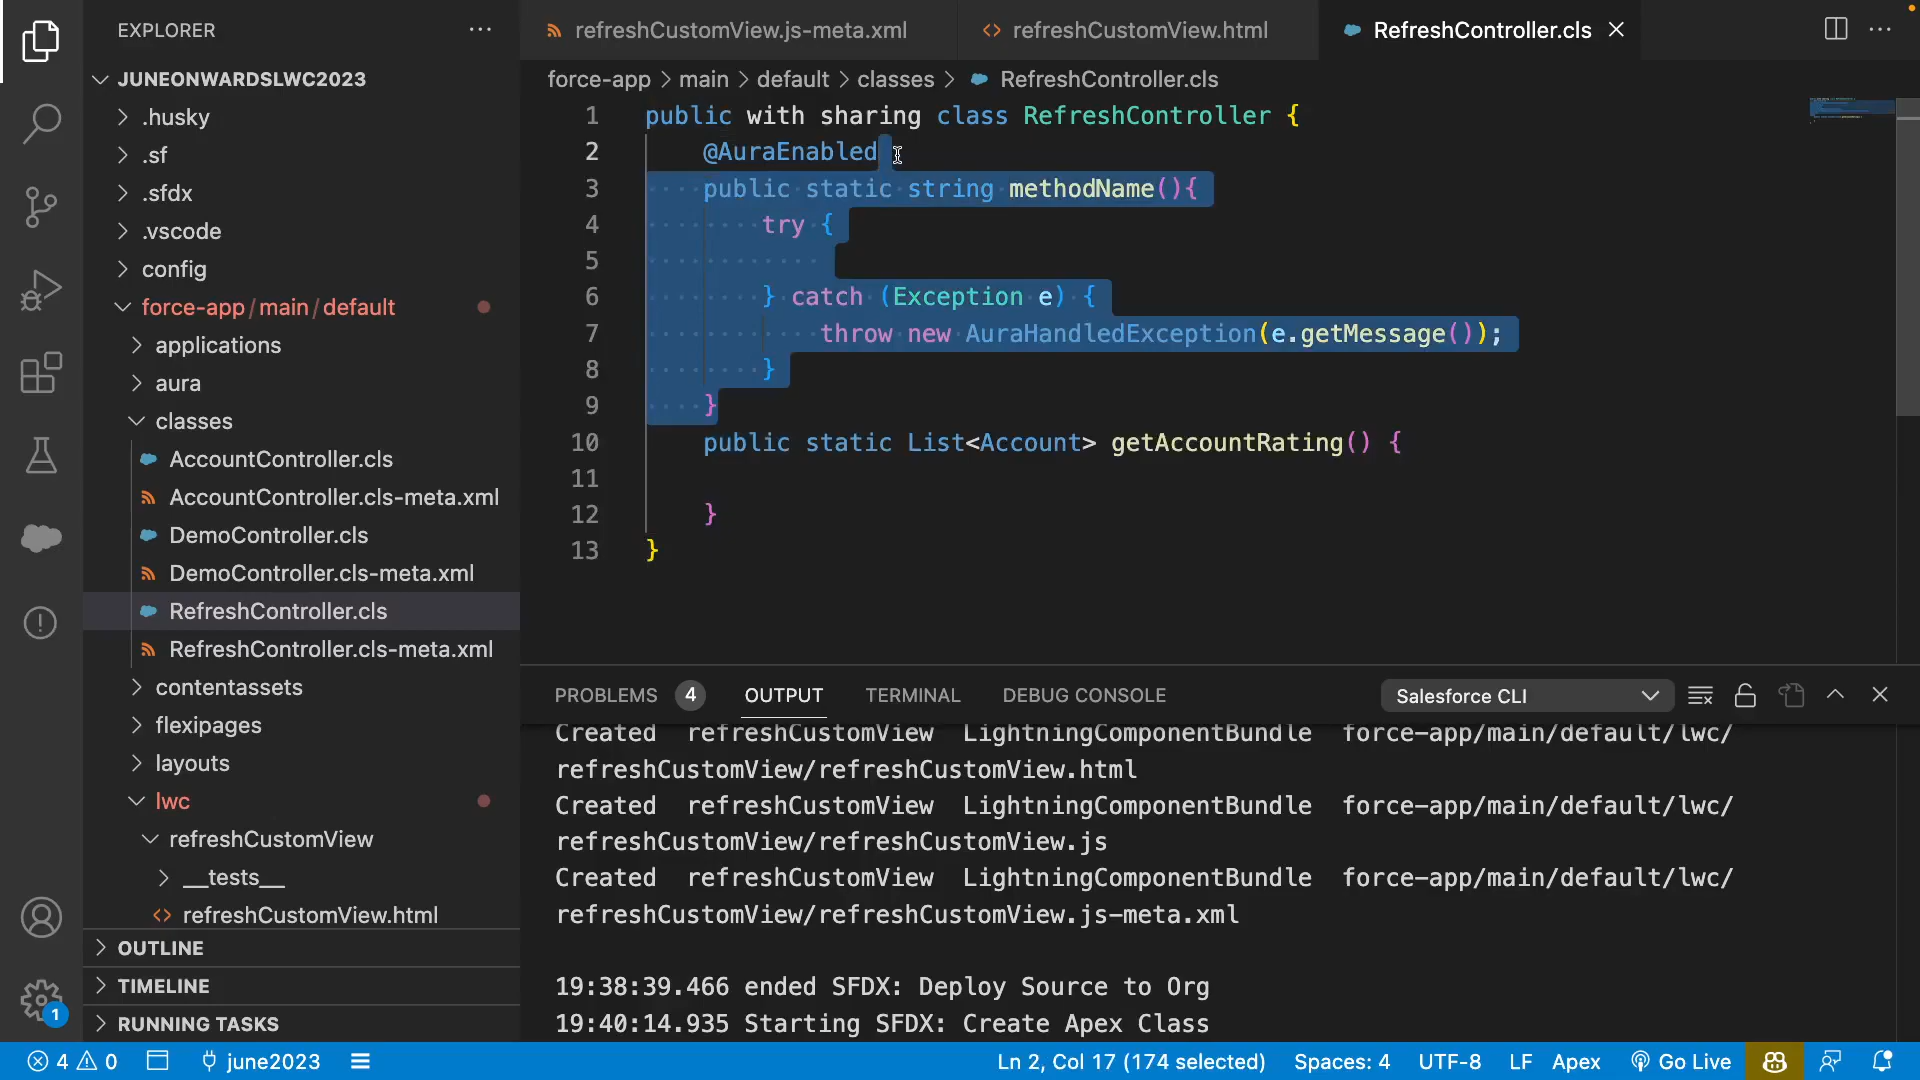 EXPLORER
JUNEONWARDSLWC2023
.husky
.sf
.sfdx
.vscode
config
force-app/main/default
applications
aura
classes
AccountController.cls
AccountController.cls-meta.xml
DemoController.cls
DemoController.cls-meta.xml
RefreshController.cls
RefreshController.cls-meta.xml
contentassets
flexipages
layouts
lwc
refreshCustomView
__tests__
refreshCustomView.html
OUTLINE
TIMELINE
RUNNING TASKS
1
refreshCustomView.js-meta.xml
refreshCustomView.html
RefreshController.cls
force-app > main > default > classes > RefreshController.cls
1 public with sharing class RefreshController {
2 @AuraEnabled
3 public static string methodName(){
4 try {
5
6 } catch (Exception e) {
7 throw new AuraHandledException(e.getMessage());
8 }
9 }
10 public static List<Account> getAccountRating() {
11
12 }
13 }
PROBLEMS 4 OUTPUT TERMINAL DEBUG CONSOLE Salesforce CLI
Created refreshCustomView LightningComponentBundle force-app/main/default/lwc/
refreshCustomView/refreshCustomView.html
Created refreshCustomView LightningComponentBundle force-app/main/default/lwc/
refreshCustomView/refreshCustomView.js
Created refreshCustomView LightningComponentBundle force-app/main/default/lwc/
refreshCustomView/refreshCustomView.js-meta.xml
19:38:39.466 ended SFDX: Deploy Source to Org
19:40:14.935 Starting SFDX: Create Apex Class
4 0 june2023 Ln 2, Col 17 (174 selected) Spaces: 4 UTF-8 LF Apex Go Live